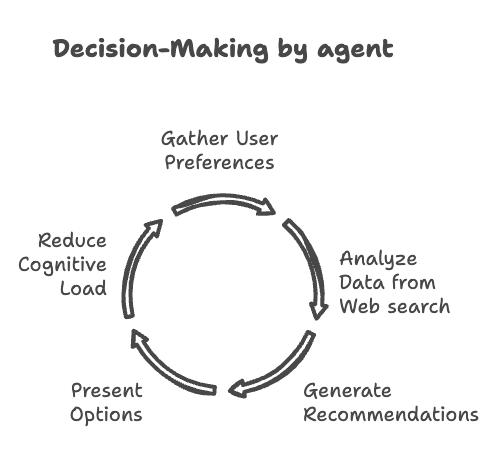 Decision-Making by agent
Gather User
Preferences
Analyze
Data from
Web search
Generate
Recommendations
Present
Options
Reduce
Cognitive
Load